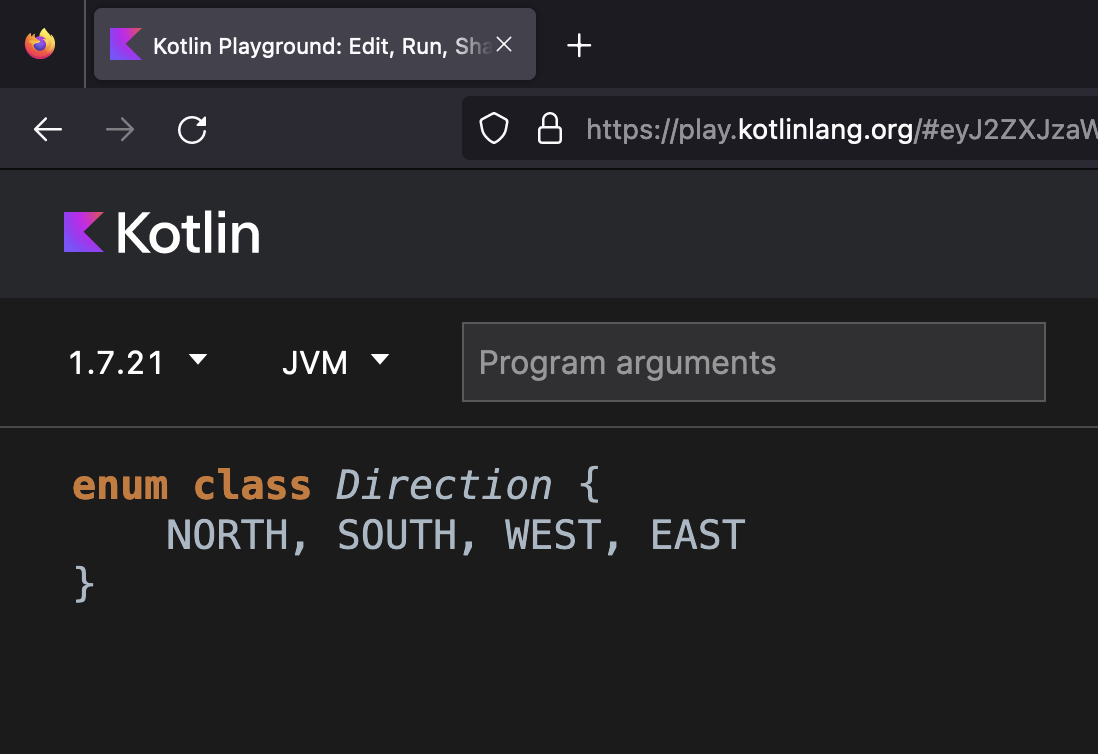 Kotlin Playground: Edit, Run, Sha
https://play.kotlinlang.org/#eyJ2ZXJzaW
Kotlin
1.7.21 JVM Program arguments
enum class Direction {
    NORTH, SOUTH, WEST, EAST
}